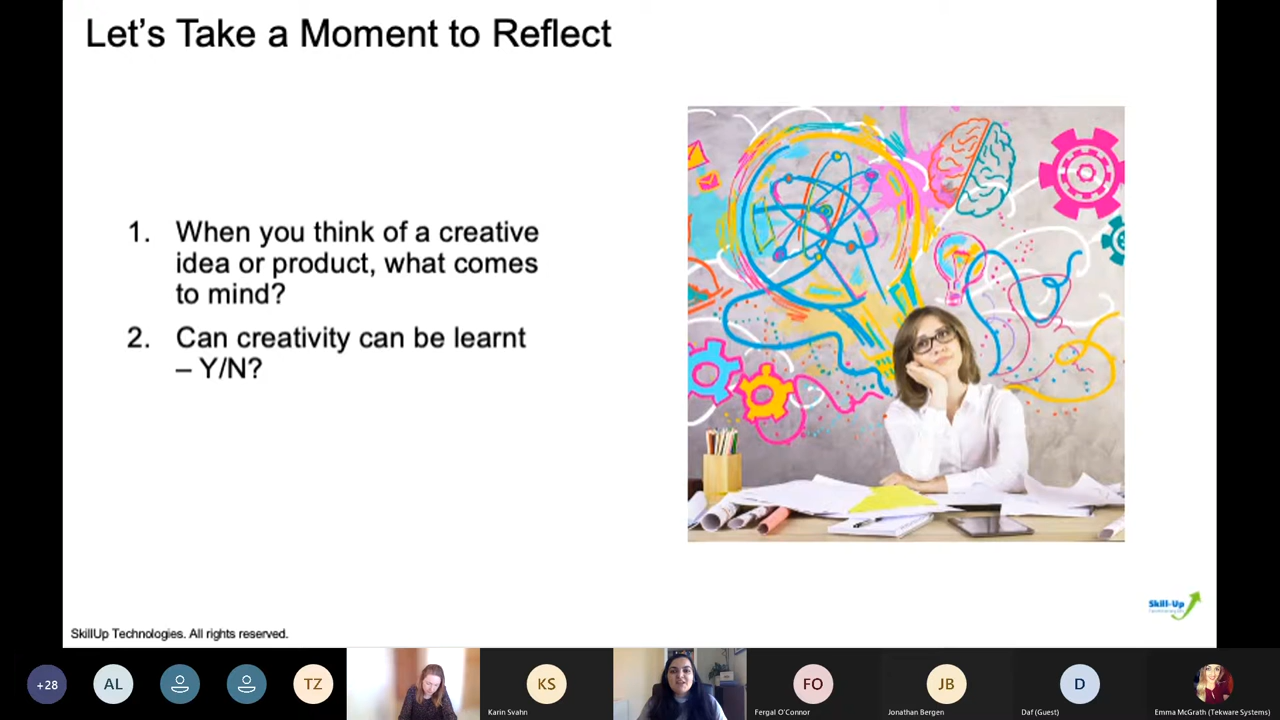 Let’s Take a Moment to Reflect
1. When you think of a creative
idea or product, what comes
to mind?
2. Can creativity can be learnt
– Y/N?
Skill-Up
SkillUp Technologies. All rights reserved.
+28
AL
TZ
KS
FO
JB
D
Karin Svahn
Fergal O'Connor
Jonathan Bergen
Daf (Guest)
Emma McGrath (Tekware Systems)